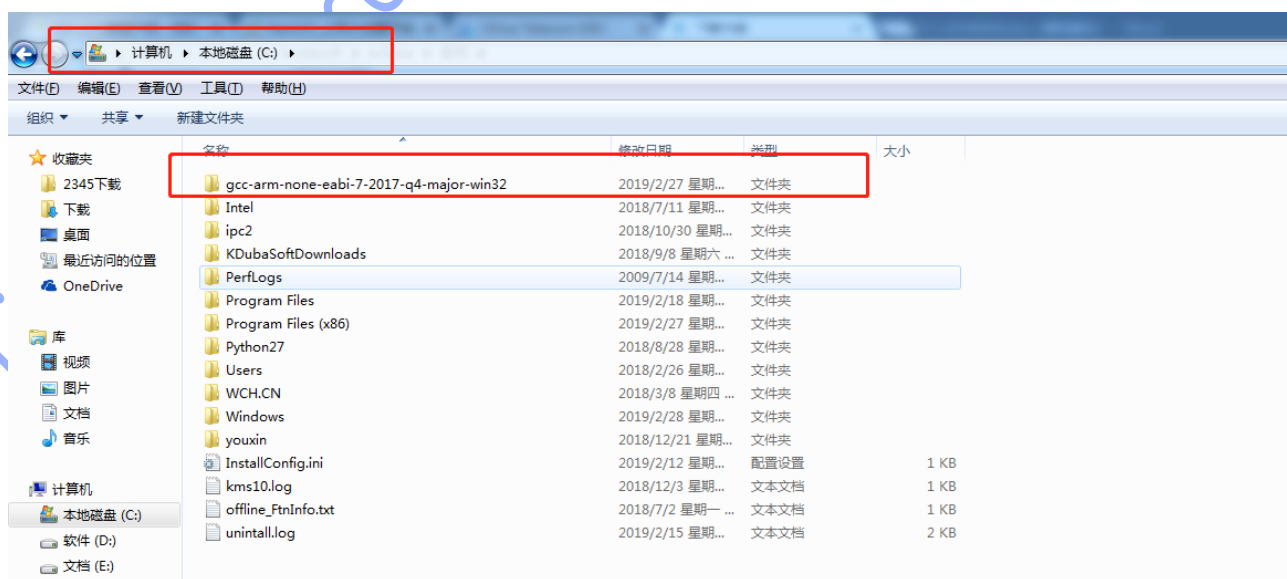 计算机 本地磁盘 (C:)
文件(F) 编辑(E) 查看(V) 工具(T) 帮助(H)
组织 共享 新建文件夹
名称 修改日期 类型 大小
收藏夹
2345下载
下载
桌面
最近访问的位置
OneDrive
库
视频
图片
文档
音乐
计算机
本地磁盘 (C:)
软件 (D:)
文档 (E:)
gcc-arm-none-eabi-7-2017-q4-major-win32 2019/2/27 星期... 文件夹
Intel 2018/7/11 星期... 文件夹
ipc2 2018/10/30 星期... 文件夹
KDubaSoftDownloads 2018/9/8 星期六 ... 文件夹
PerfLogs 2009/7/14 星期... 文件夹
Program Files 2019/2/18 星期... 文件夹
Program Files (x86) 2019/2/27 星期... 文件夹
Python27 2018/8/28 星期... 文件夹
Users 2018/2/26 星期... 文件夹
WCH.CN 2018/3/8 星期四 ... 文件夹
Windows 2019/2/28 星期... 文件夹
youxin 2018/12/21 星期... 文件夹
InstallConfig.ini 2019/2/12 星期... 配置设置 1 KB
kms10.log 2018/12/3 星期... 文本文档 1 KB
offline_FtnInfo.txt 2018/7/2 星期一 ... 文本文档 1 KB
unintall.log 2019/2/15 星期... 文本文档 2 KB